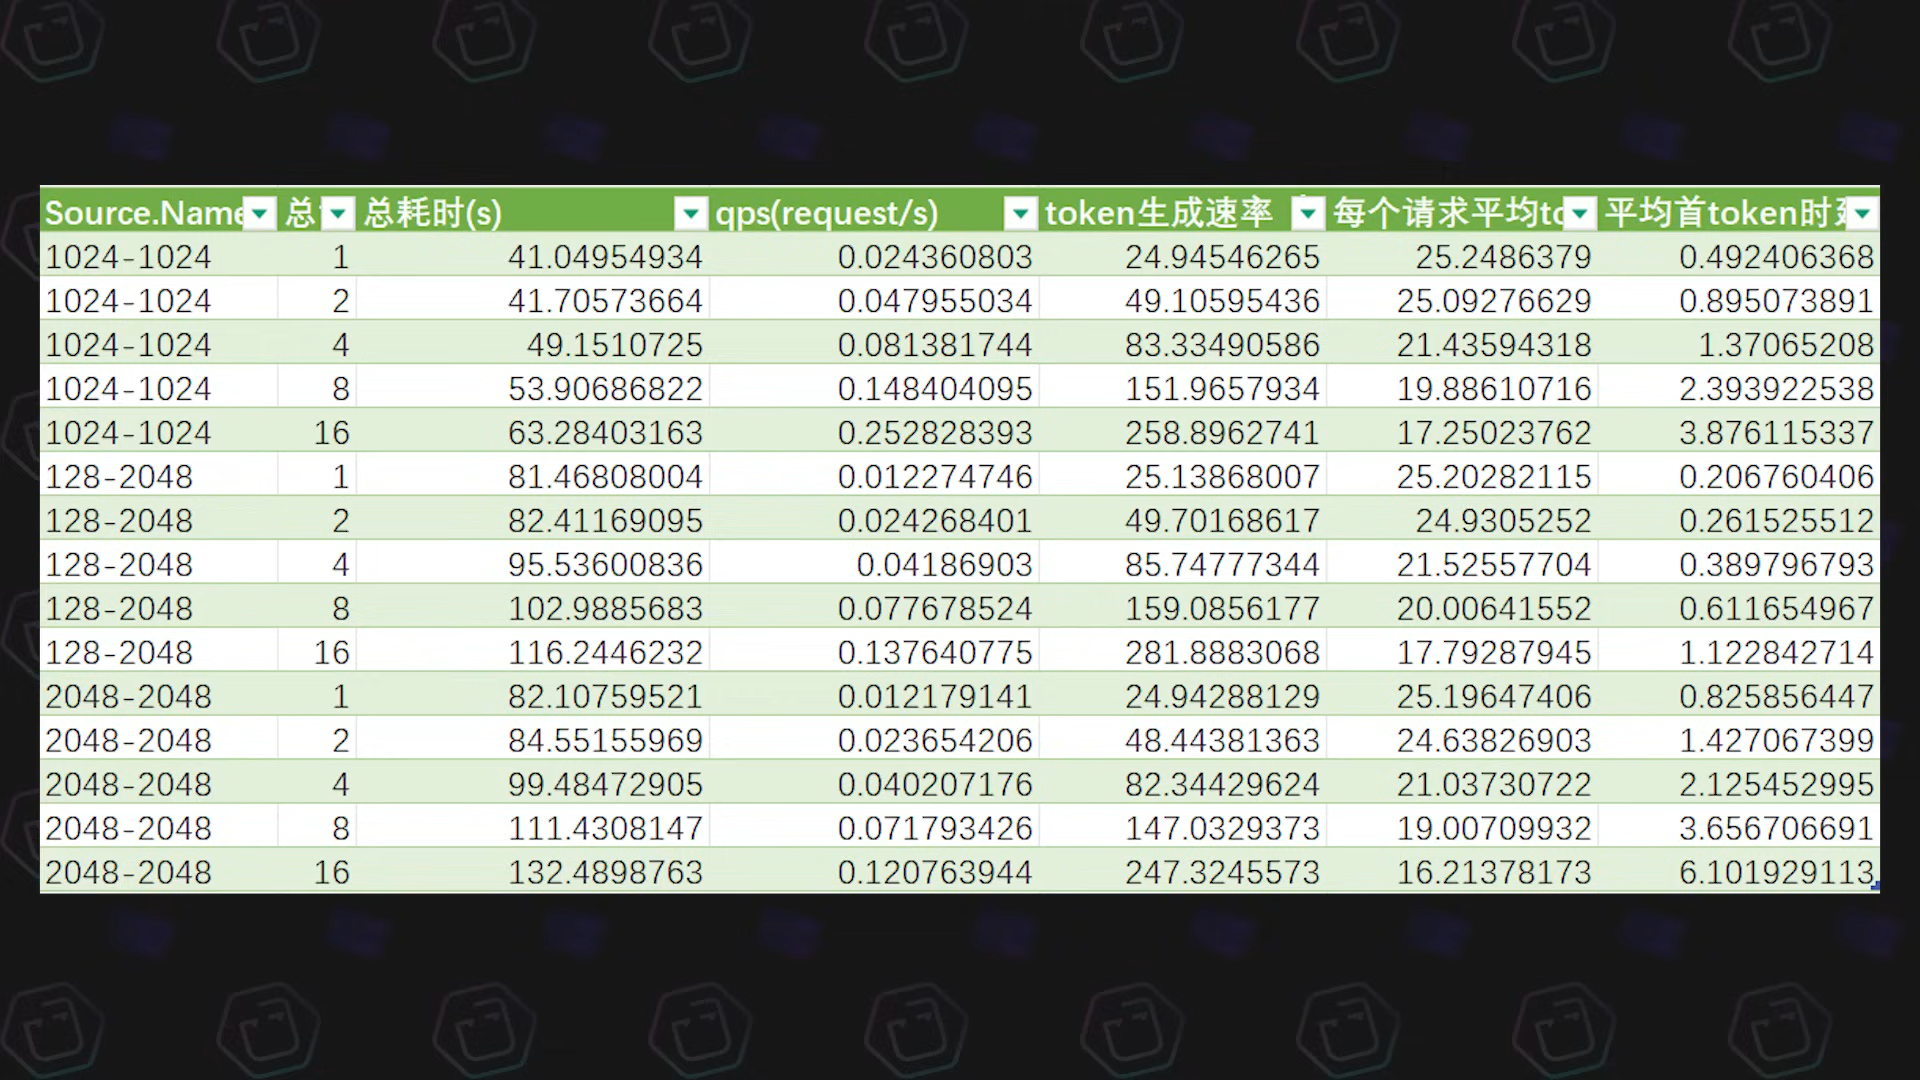 Source.Name 总 总耗时(s) qps(request/s) token生成速率 每个请求平均to 平均首token时
1024-1024 1 41.04954934 0.024360803 24.94546265 25.2486379 0.492406368
1024-1024 2 41.70573664 0.047955034 49.10595436 25.09276629 0.895073891
1024-1024 4 49.1510725 0.081381744 83.33490586 21.43594318 1.37065208
1024-1024 8 53.90686822 0.148404095 151.9657934 19.88610716 2.393922538
1024-1024 16 63.28403163 0.252828393 258.8962741 17.25023762 3.876115337
128-2048 1 81.46808004 0.012274746 25.13868007 25.20282115 0.206760406
128-2048 2 82.41169095 0.024268401 49.70168617 24.9305252 0.261525512
128-2048 4 95.53600836 0.04186903 85.74777344 21.52557704 0.389796793
128-2048 8 102.9885683 0.077678524 159.0856177 20.00641552 0.611654967
128-2048 16 116.2446232 0.137640775 281.8883068 17.79287945 1.122842714
2048-2048 1 82.10759521 0.012179141 24.94288129 25.19647406 0.825856447
2048-2048 2 84.55155969 0.023654206 48.44381363 24.63826903 1.427067399
2048-2048 4 99.48472905 0.040207176 82.34429624 21.03730722 2.125452995
2048-2048 8 111.4308147 0.071793426 147.0329373 19.00709932 3.656706691
2048-2048 16 132.4898763 0.120763944 247.3245573 16.21378173 6.101929113